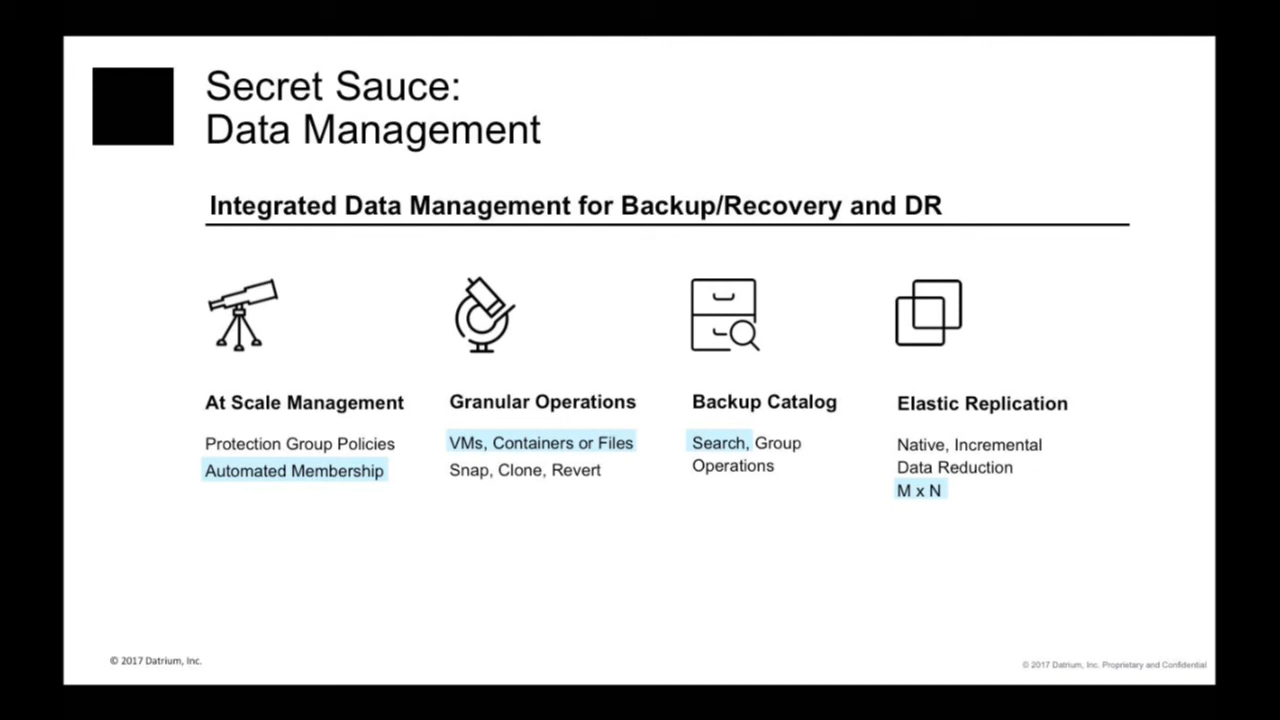 Secret Sauce:
Data Management
Integrated Data Management for Backup/Recovery and DR
At Scale Management
Protection Group Policies
Automated Membership
Granular Operations
VMs, Containers or Files
Snap, Clone, Revert
Backup Catalog
Search, Group
Operations
Elastic Replication
Native, Incremental
Data Reduction
M x N
© 2017 Datrium, Inc.
© 2017 Datrium, Inc. Proprietary and Confidential